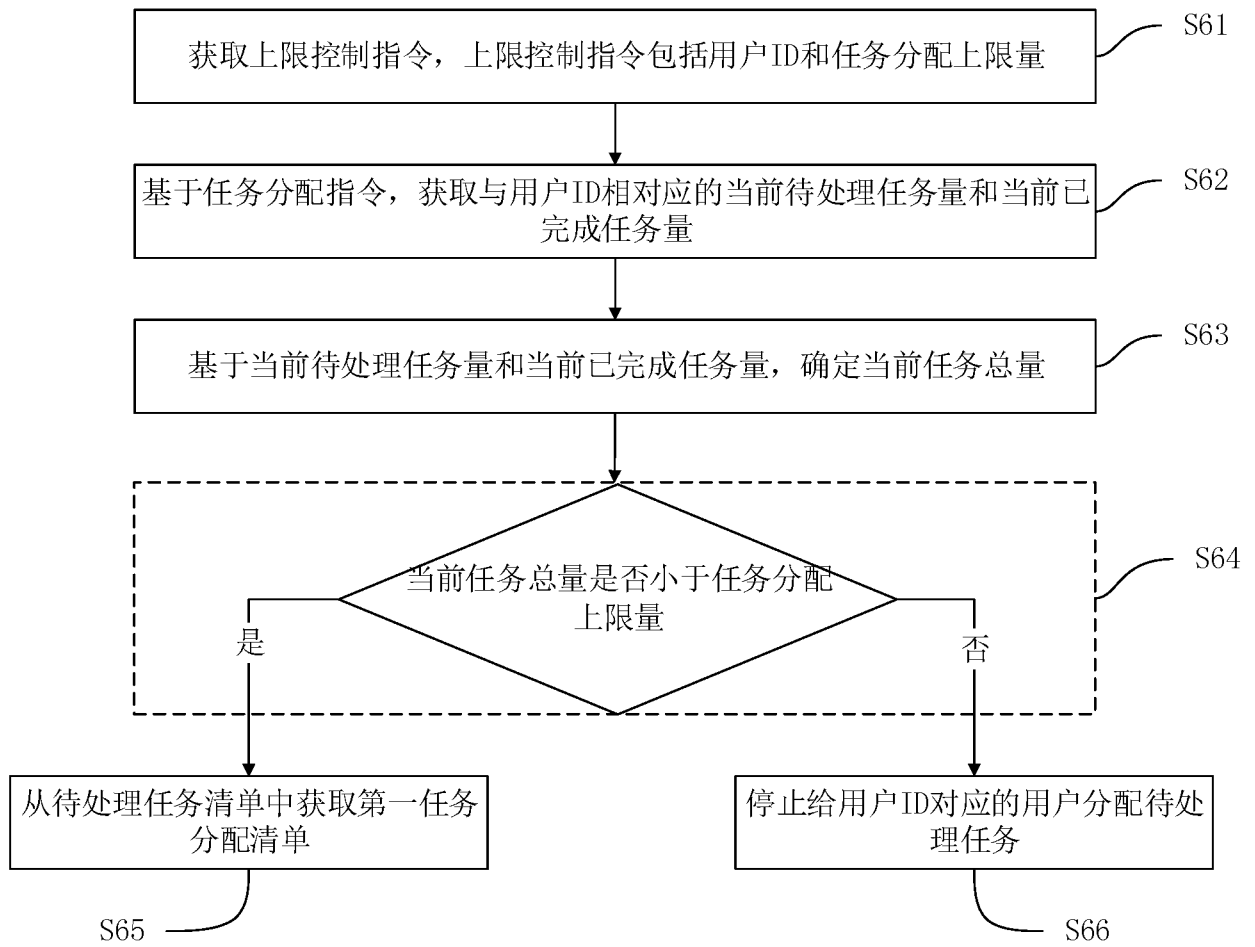 获取上限控制指令，上限控制指令包括用户ID和任务分配上限量
S61
基于任务分配指令，获取与用户ID相对应的当前待处理任务量和当前已
完成任务量
S62
基于当前待处理任务量和当前已完成任务量，确定当前任务总量
S63
当前任务总量是否小于任务分配
上限量
S64
是
否
从待处理任务清单中获取第一任务
分配清单
停止给用户ID对应的用户分配待处
理任务
S65
S66